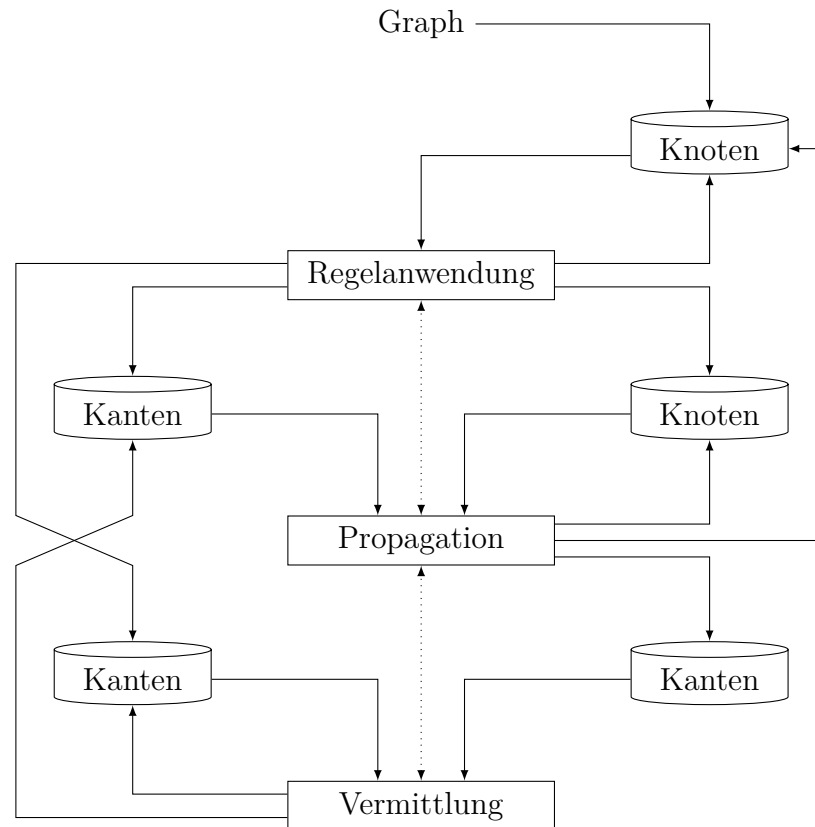 Graph
Knoten
Regelanwendung
Kanten
Knoten
Propagation
Kanten
Kanten
Vermittlung